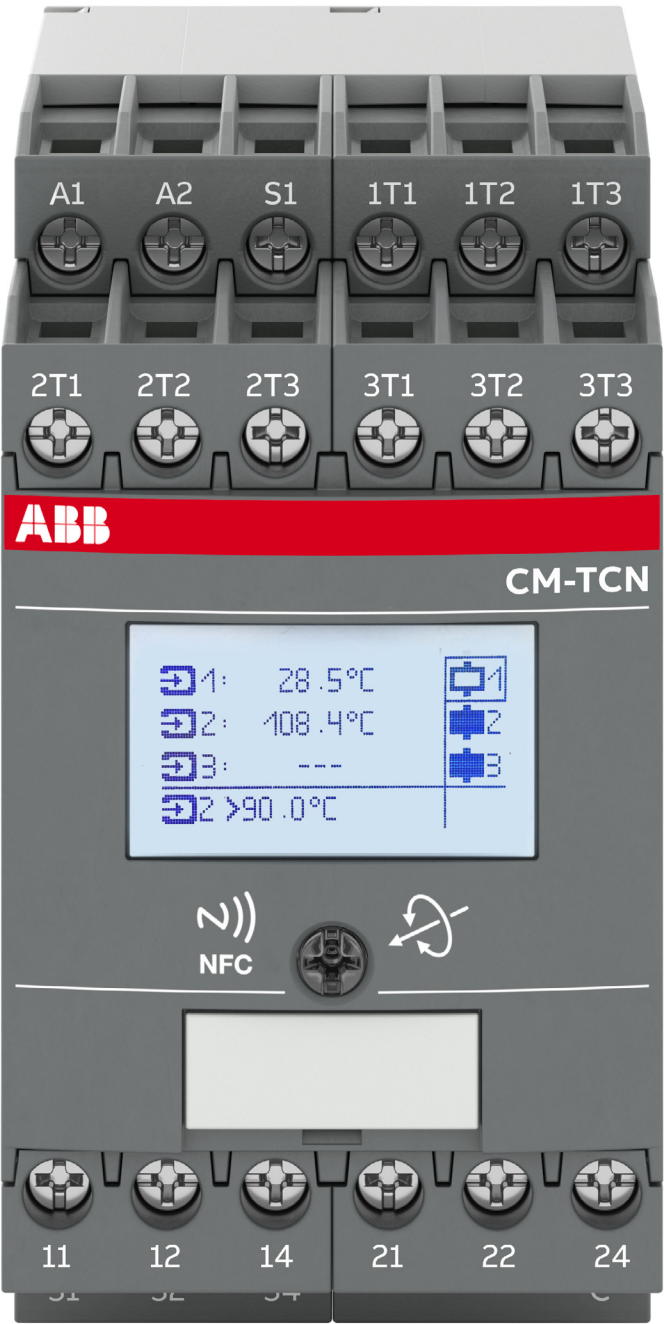 A1 A2 S1 1T1 1T2 1T3
2T1 2T2 2T3 3T1 3T2 3T3
ABB
CM-TCN
1: 28.5°C 1
2: 108.4°C 2
3: --- 3
2 >90.0°C
NFC
11 12 14 21 22 24